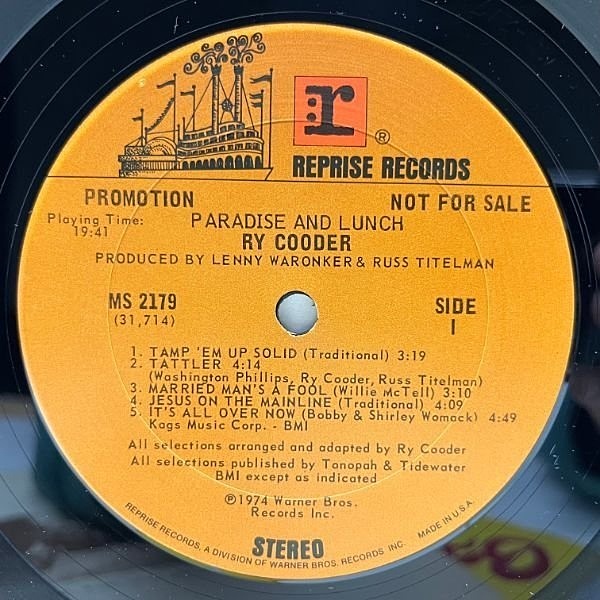 r
®
REPRISE RECORDS
PROMOTION NOT FOR SALE
Playing Time:
19:41
PARADISE AND LUNCH
RY COODER
PRODUCED BY LENNY WARONKER & RUSS TITELMAN
MS 2179
(31,714)
SIDE
1
1. TAMP 'EM UP SOLID (Traditional) 3:19
2. TATTLER 4:14
(Washington Phillips, Ry Cooder, Russ Titelman)
3. MARRIED MAN'S A FOOL (Willie McTell) 3:10
4. JESUS ON THE MAINLINE (Traditional) 4:09
5. IT'S ALL OVER NOW (Bobby & Shirley Womack) 4:49
Kags Music Corp. - BMI
All selections arranged and adapted by Ry Cooder
All selections published by Tonopah & Tidewater
BMI except as indicated
℗1974 Warner Bros.
Records Inc.
STEREO
REPRISE RECORDS, A DIVISION OF WARNER BROS. RECORDS INC. MADE IN U.S.A.